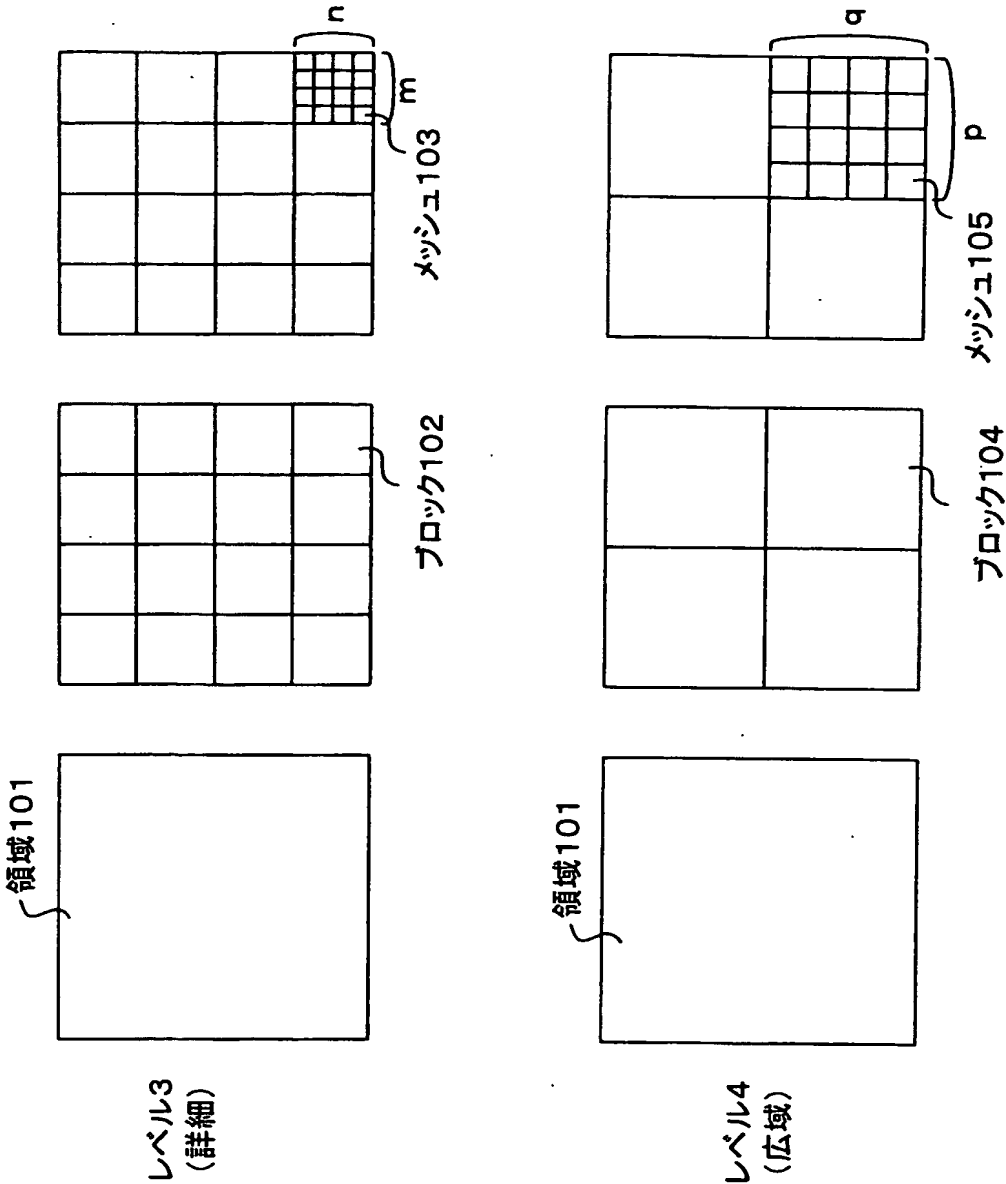 レベル3
(詳細)
領域101
ブロック102
メッシュ103
m
n
レベル4
(広域)
領域101
ブロック104
メッシュ105
p
q